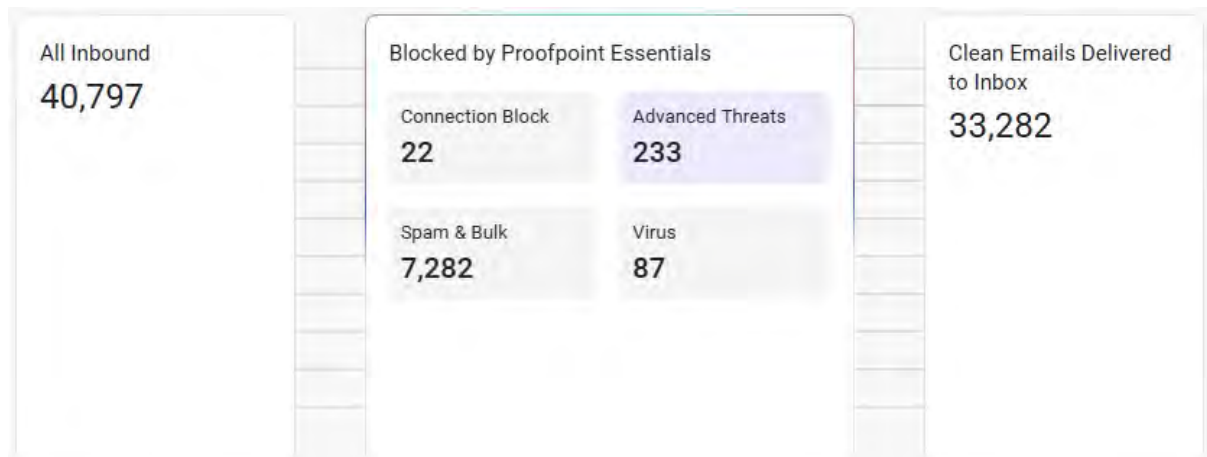 All Inbound
40,797
Blocked by Proofpoint Essentials
Connection Block
22
Advanced Threats
233
Spam & Bulk
7,282
Virus
87
Clean Emails Delivered
to Inbox
33,282